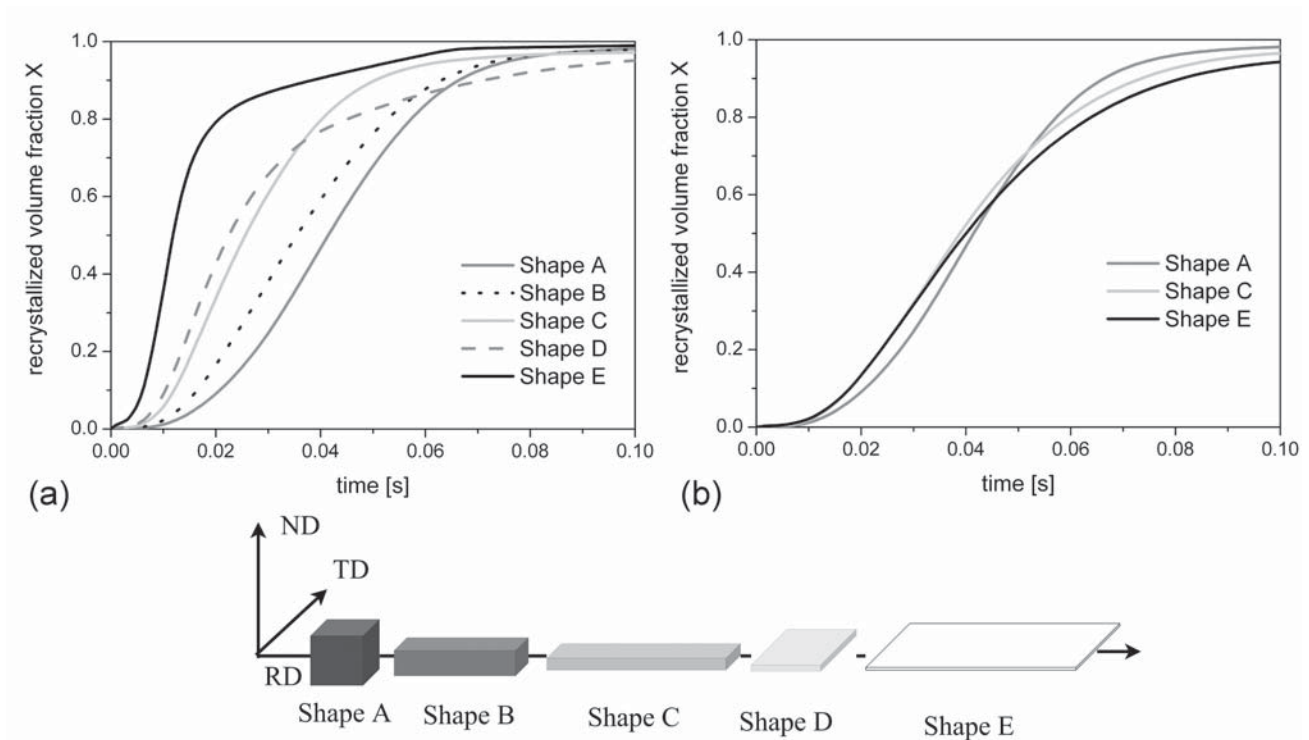 recrystallized volume fraction X
1.0
0.8
0.6
0.4
0.2
0.0
0.00
0.02
0.04
0.06
0.08
0.10
time [s]
Shape A
Shape B
Shape C
Shape D
Shape E
(a)
recrystallized volume fraction X
1.0
0.8
0.6
0.4
0.2
0.0
0.00
0.02
0.04
0.06
0.08
0.10
time [s]
Shape A
Shape C
Shape E
(b)
ND
TD
RD
Shape A
Shape B
Shape C
Shape D
Shape E